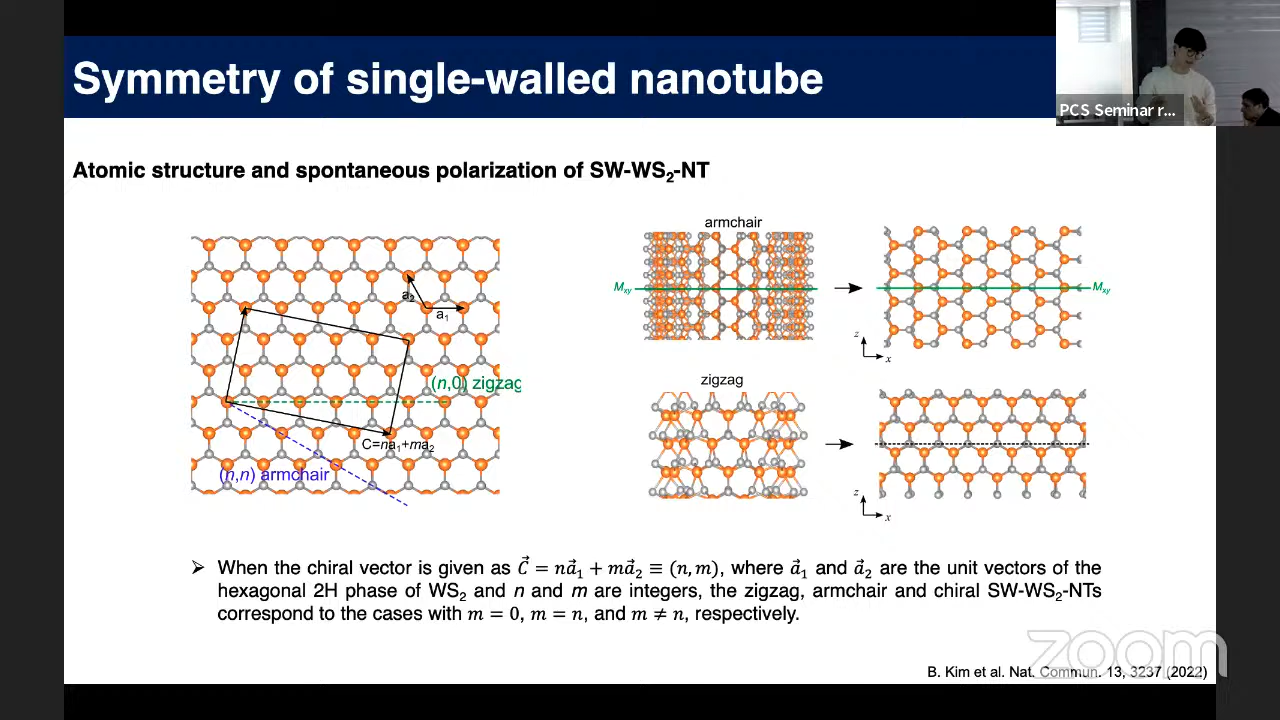 Symmetry of single-walled nanotube
PCS Seminar r...
Atomic structure and spontaneous polarization of SW-WS₂-NT
a₂
a₁
(n,0) zigzag
C=na₁+ma₂
(n,n) armchair
armchair
Mxy
Mxy
z
x
zigzag
z
x
➢ When the chiral vector is given as C⃗ = na⃗₁ + ma⃗₂ ≡ (n, m), where a⃗₁ and a⃗₂ are the unit vectors of the
hexagonal 2H phase of WS₂ and n and m are integers, the zigzag, armchair and chiral SW-WS₂-NTs
correspond to the cases with m = 0, m = n, and m ≠ n, respectively.
zoom
B. Kim et al. Nat. Commun. 13, 3237 (2022)